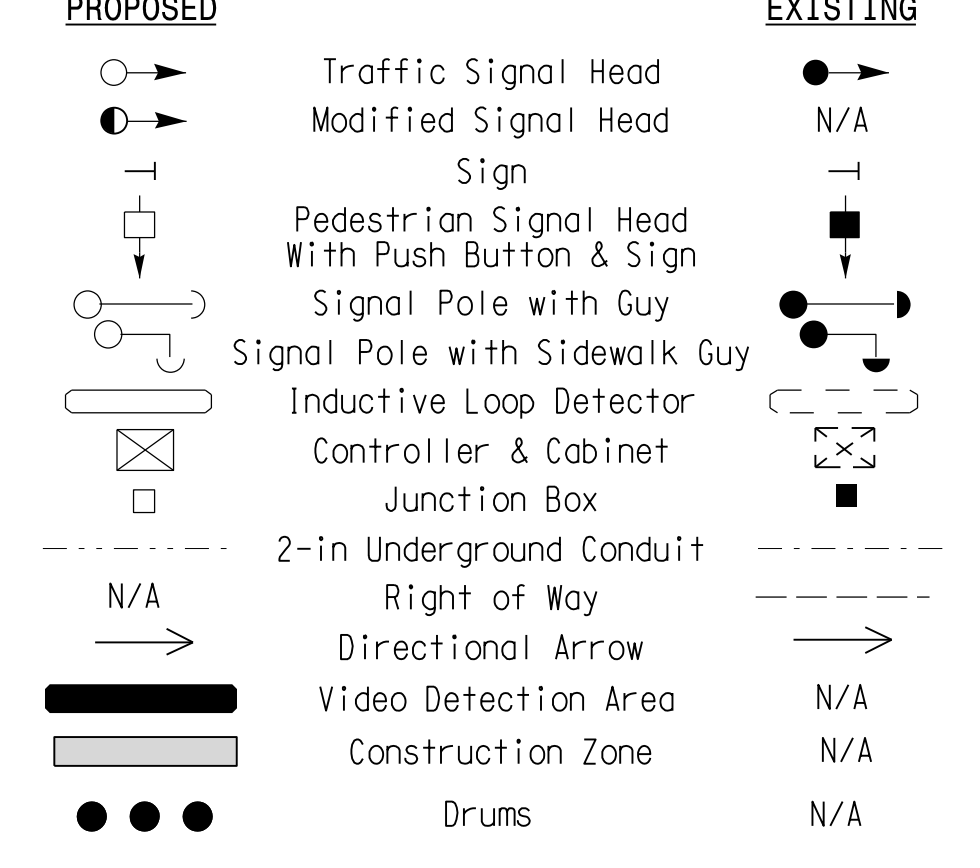 PROPOSED EXISTING
Traffic Signal Head
Modified Signal Head N/A
Sign
Pedestrian Signal Head
With Push Button & Sign
Signal Pole with Guy
Signal Pole with Sidewalk Guy
Inductive Loop Detector
Controller & Cabinet
Junction Box
2-in Underground Conduit
N/A Right of Way
Directional Arrow
Video Detection Area N/A
Construction Zone N/A
Drums N/A